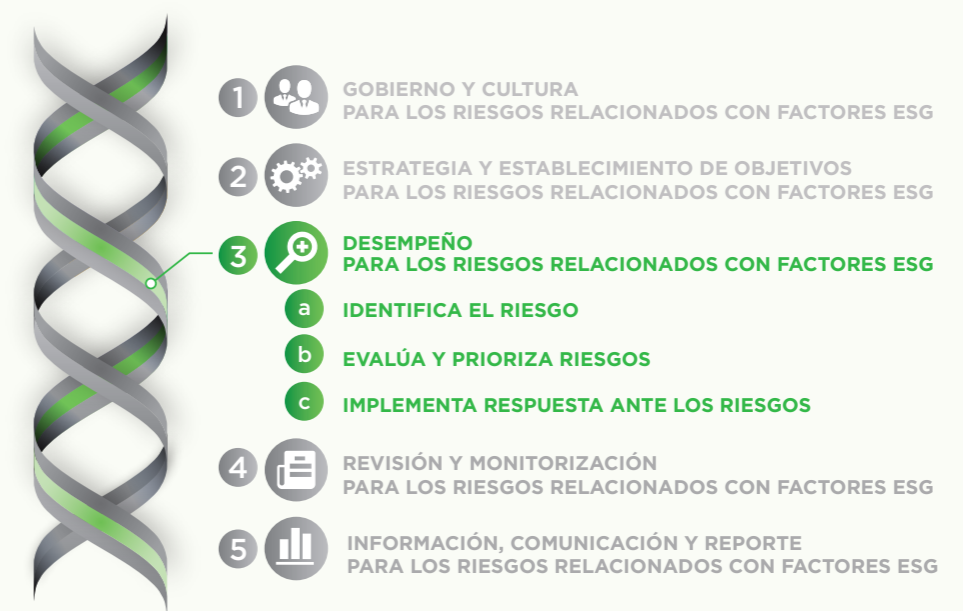 1 GOBIERNO Y CULTURA
PARA LOS RIESGOS RELACIONADOS CON FACTORES ESG
2 ESTRATEGIA Y ESTABLECIMIENTO DE OBJETIVOS
PARA LOS RIESGOS RELACIONADOS CON FACTORES ESG
3 DESEMPEÑO
PARA LOS RIESGOS RELACIONADOS CON FACTORES ESG
a IDENTIFICA EL RIESGO
b EVALÚA Y PRIORIZA RIESGOS
c IMPLEMENTA RESPUESTA ANTE LOS RIESGOS
4 REVISIÓN Y MONITORIZACIÓN
PARA LOS RIESGOS RELACIONADOS CON FACTORES ESG
5 INFORMACIÓN, COMUNICACIÓN Y REPORTE
PARA LOS RIESGOS RELACIONADOS CON FACTORES ESG